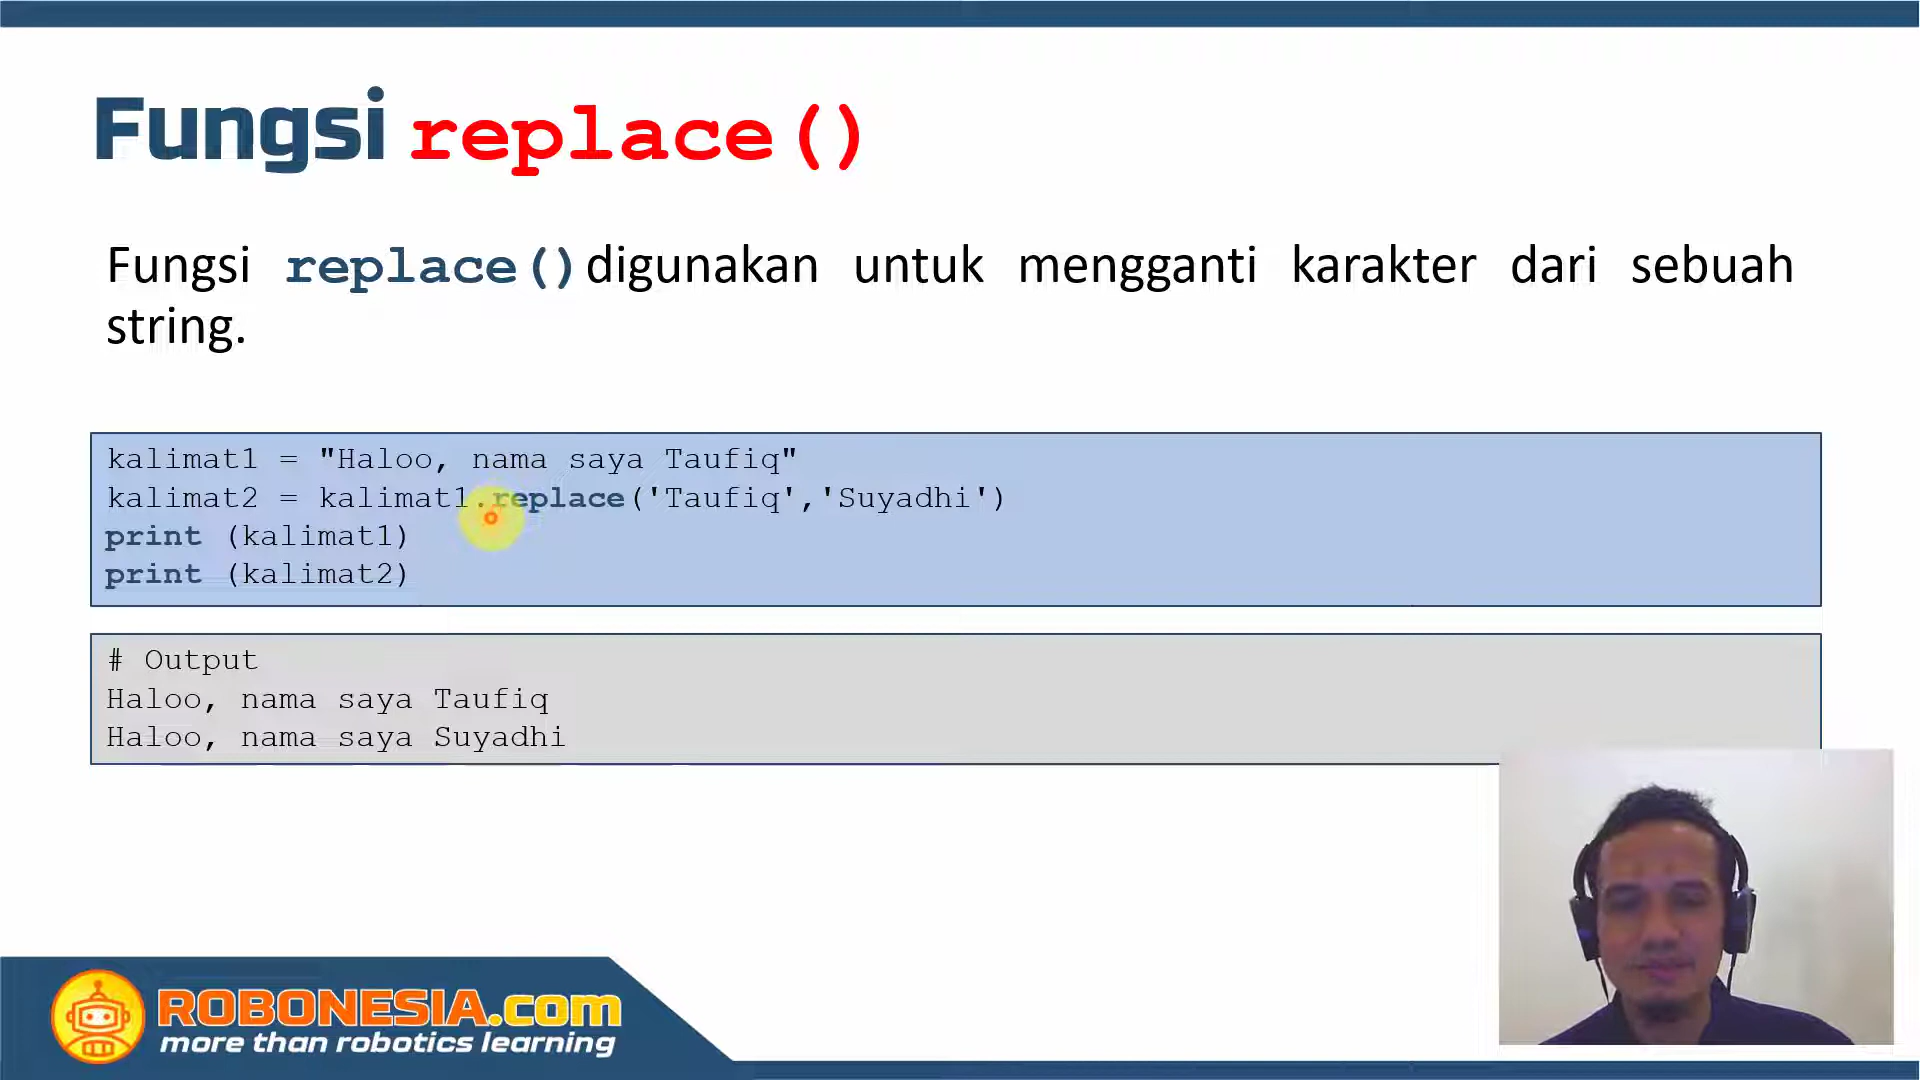 Fungsi replace()
Fungsi replace()digunakan untuk mengganti karakter dari sebuah
string.
kalimat1 = "Haloo, nama saya Taufiq"
kalimat2 = kalimat1.replace('Taufiq','Suyadhi')
print (kalimat1)
print (kalimat2)
# Output
Haloo, nama saya Taufiq
Haloo, nama saya Suyadhi
ROBONESIA.com
more than robotics learning